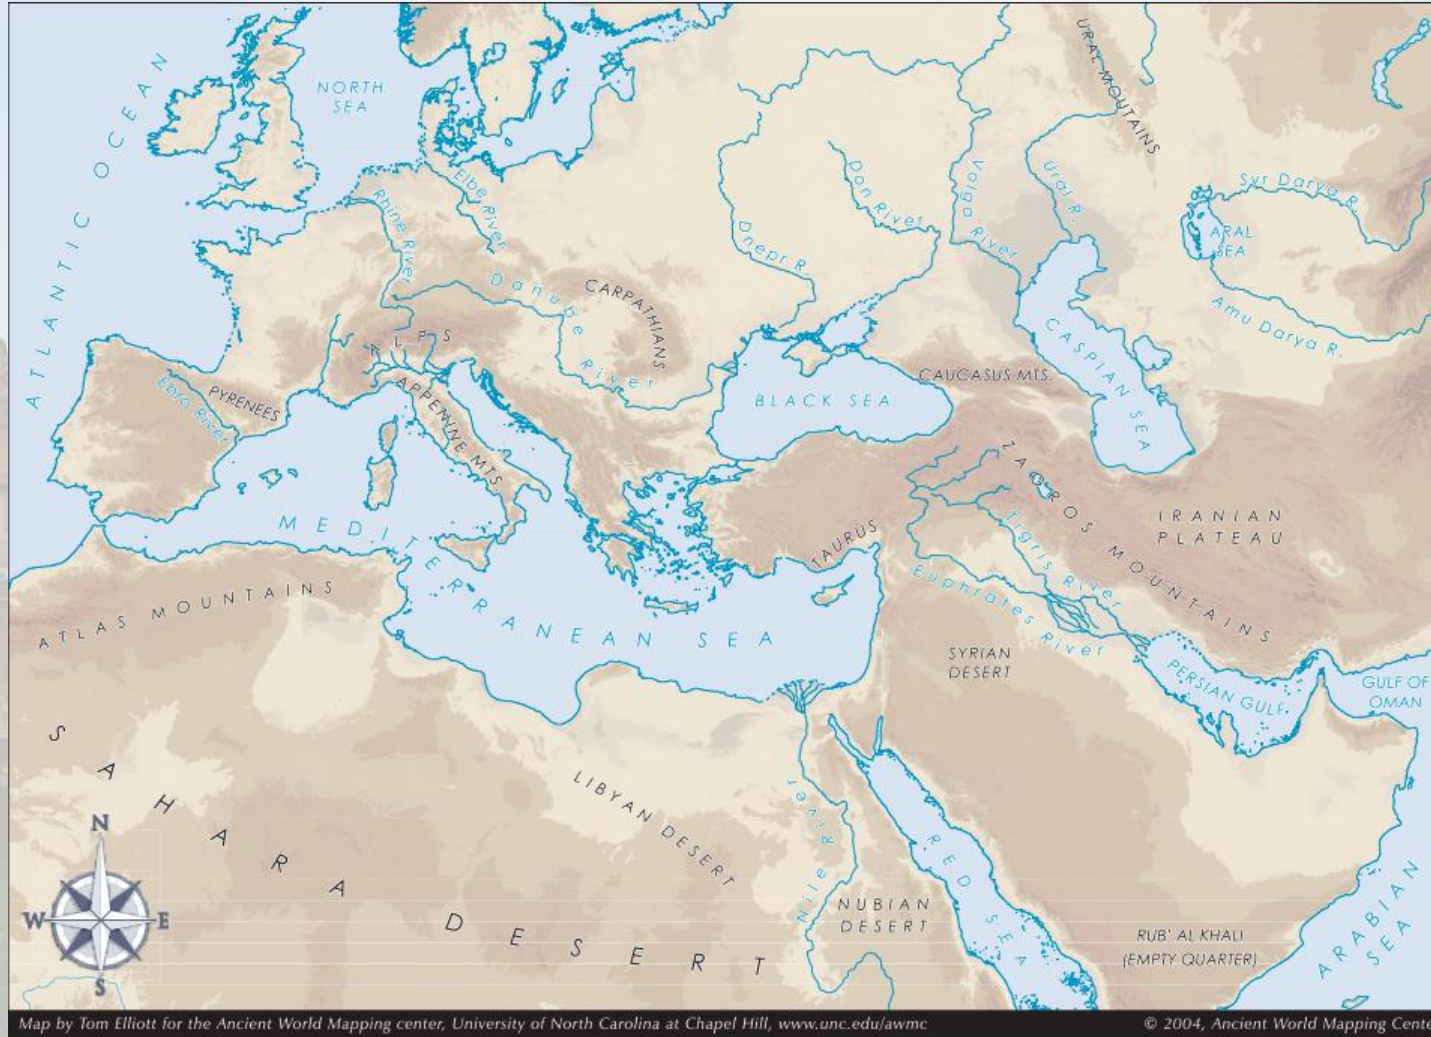 ATLANTIC OCEAN
NORTH
SEA
URAL MOUTAINS
Rhine River
Elbe River
Dnepr R.
Don River
Volga River
Ural R.
Syr Darya R.
ARAL
SEA
Amu Darya R.
Danube River
CARPATHIANS
ALPS
CASPIAN SEA
CAUCASUS MTS.
BLACK SEA
Ebro River
PYRENEES
APPENINE MTS.
MEDITERRANEAN SEA
TAURUS
ZAGROS MOUNTAINS
IRANIAN
PLATEAU
Tigris River
Euphrates River
ATLAS MOUNTAINS
SYRIAN
DESERT
PERSIAN GULF
GULF OF
OMAN
SAHARA DESERT
LIBYAN DESERT
Nile River
NUBIAN
DESERT
RED SEA
RUB' AL KHALI
(EMPTY QUARTER)
ARABIAN
SEA
N
W
E
S
Map by Tom Elliott for the Ancient World Mapping center, University of North Carolina at Chapel Hill, www.unc.edu/awmc
© 2004, Ancient World Mapping Cente